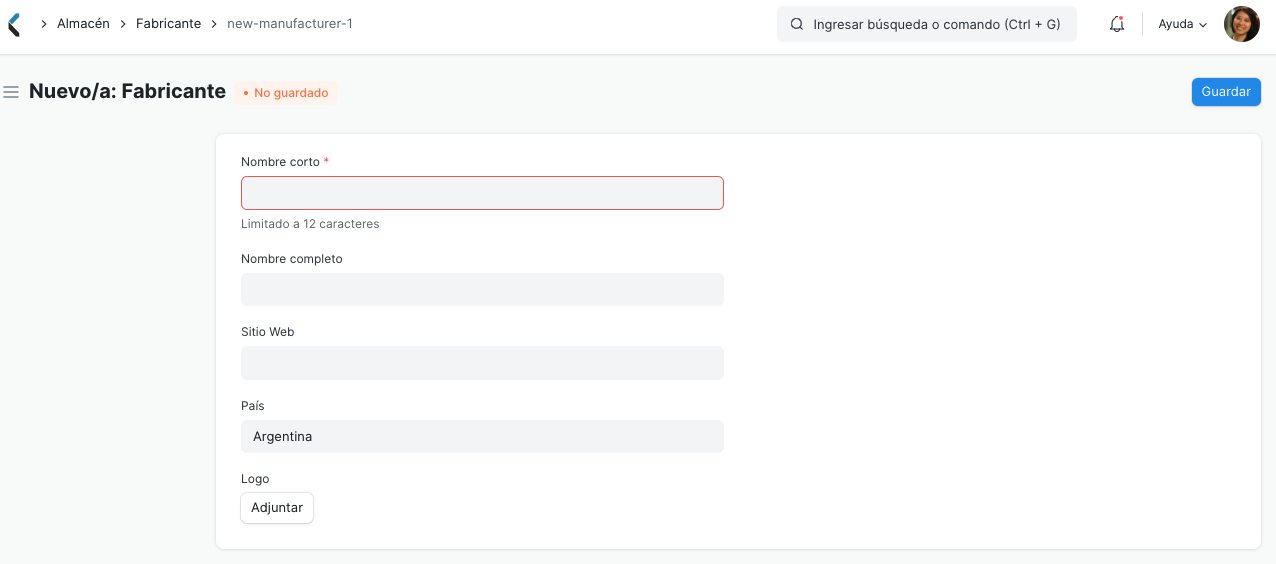 Almacén > Fabricante > new-manufacturer-1
Ingresar búsqueda o comando (Ctrl + G)
Ayuda
Nuevo/a: Fabricante
• No guardado
Guardar
Nombre corto *
Limitado a 12 caracteres
Nombre completo
Sitio Web
País
Argentina
Logo
Adjuntar